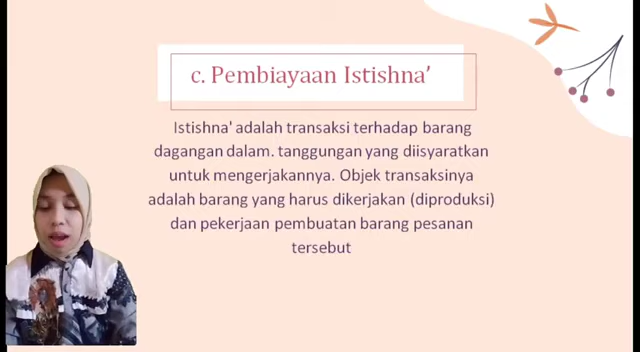 c. Pembiayaan Istishna’
Istishna' adalah transaksi terhadap barang
dagangan dalam. tanggungan yang diisyaratkan
untuk mengerjakannya. Objek transaksinya
adalah barang yang harus dikerjakan (diproduksi)
dan pekerjaan pembuatan barang pesanan
tersebut